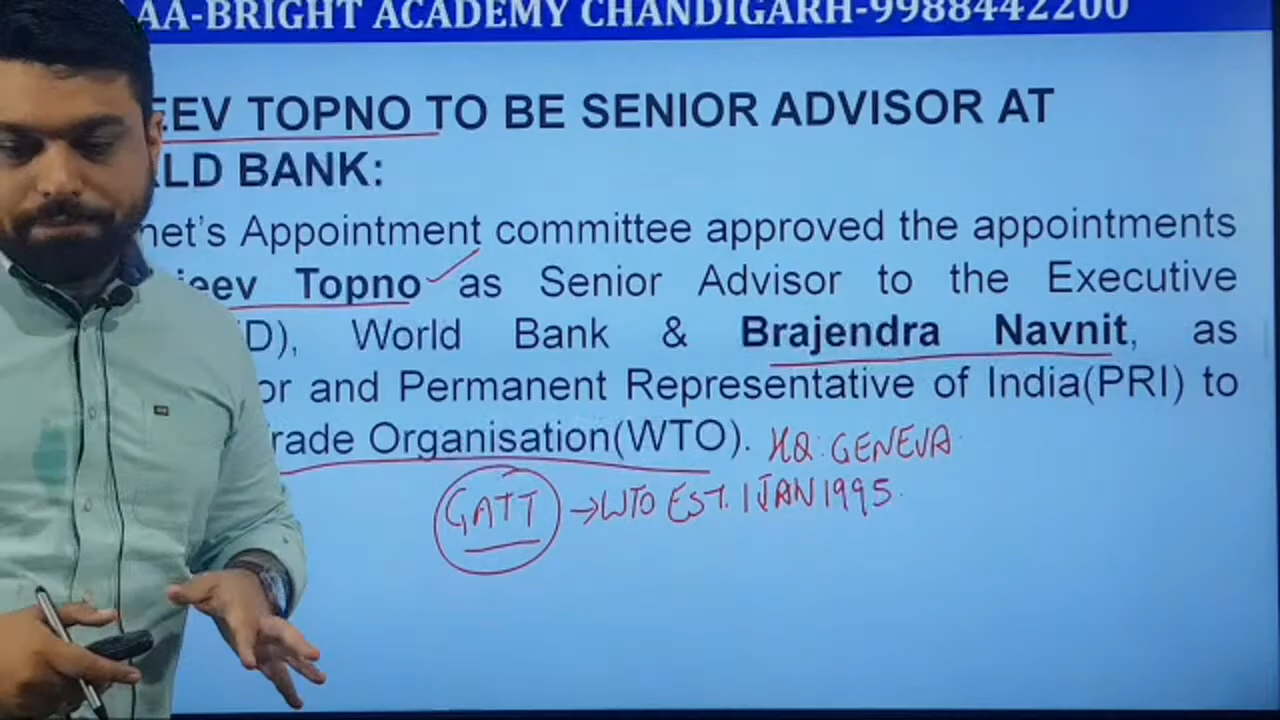 AA-BRIGHT ACADEMY CHANDIGARH-9988442200
EEV TOPNO TO BE SENIOR ADVISOR AT
LD BANK:
net's Appointment committee approved the appointments
jeev Topno as Senior Advisor to the Executive
D), World Bank & Brajendra Navnit, as
or and Permanent Representative of India(PRI) to
rade Organisation(WTO). HQ: GENEVA
GATT → WTO EST. 1 JAN 1995.